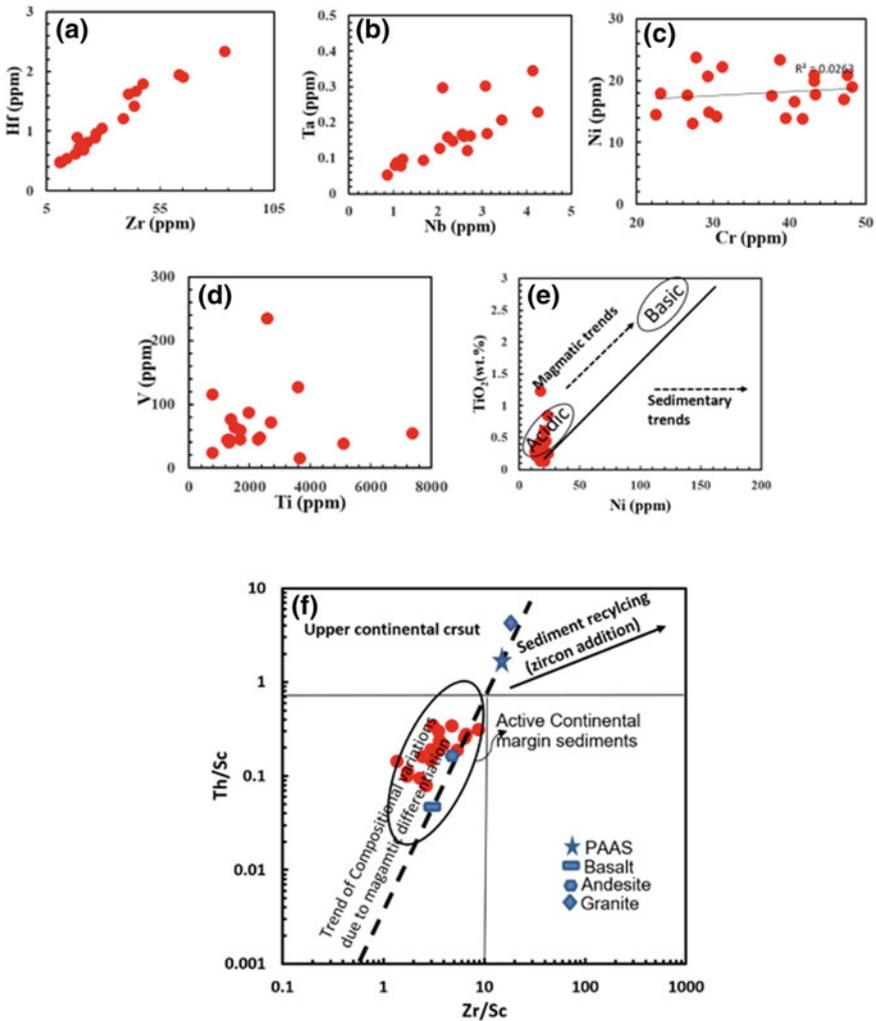 (a)
Hf (ppm)
3
2
1
0
5
55
105
Zr (ppm)
(b)
Ta (ppm)
0.5
0.4
0.3
0.2
0.1
0
0
1
2
3
4
5
Nb (ppm)
(c)
R² = 0.0263
Ni (ppm)
30
20
10
0
20
30
40
50
Cr (ppm)
(d)
V (ppm)
300
200
100
0
0
2000
4000
6000
8000
Ti (ppm)
(e)
TiO₂(wt.%)
3
2.5
2
1.5
1
0.5
0
0
50
100
150
200
Ni (ppm)
Magmatic trends
Basic
Acidic
Sedimentary
trends
(f)
Upper continental crsut
Sediment recylcing
(zircon addition)
Active Continental
margin sediments
Trend of Compositional variations
due to magamtic differentiation
PAAS
Basalt
Andesite
Granite
Th/Sc
10
1
0.1
0.01
0.001
0.1
1
10
100
1000
Zr/Sc